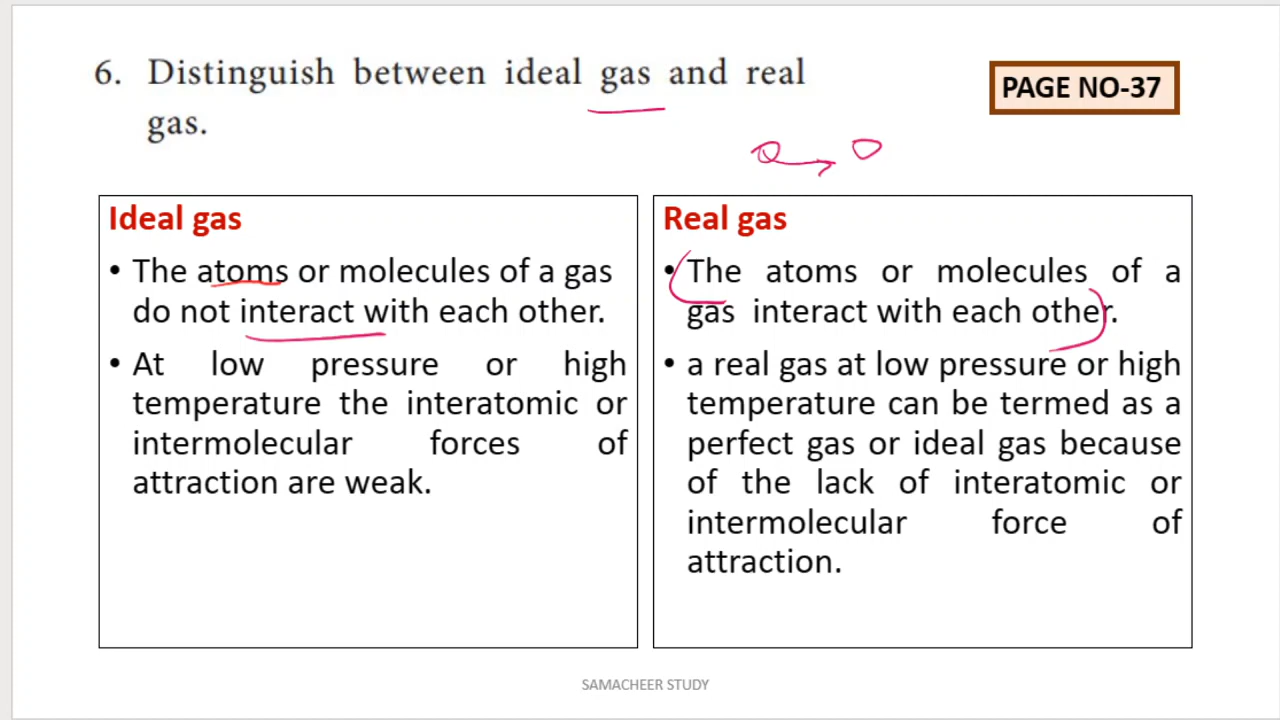 6. Distinguish between ideal gas and real
gas.
PAGE NO-37
Ideal gas
• The atoms or molecules of a gas
do not interact with each other.
• At low pressure or high
temperature the interatomic or
intermolecular forces of
attraction are weak.
Real gas
• The atoms or molecules of a
gas interact with each other.
• a real gas at low pressure or high
temperature can be termed as a
perfect gas or ideal gas because
of the lack of interatomic or
intermolecular force of
attraction.
SAMACHEER STUDY